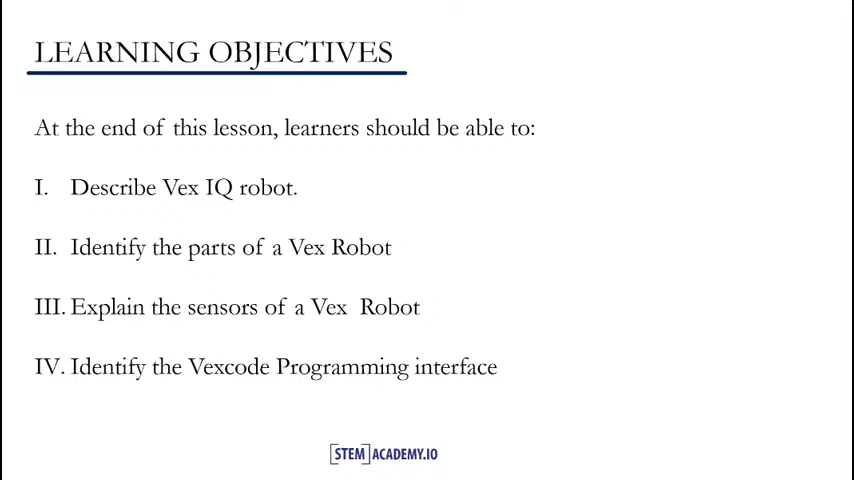 LEARNING OBJECTIVES
At the end of this lesson, learners should be able to:
I. Describe Vex IQ robot.
II. Identify the parts of a Vex Robot
III. Explain the sensors of a Vex Robot
IV. Identify the Vexcode Programming interface
[STEM]ACADEMY.IO